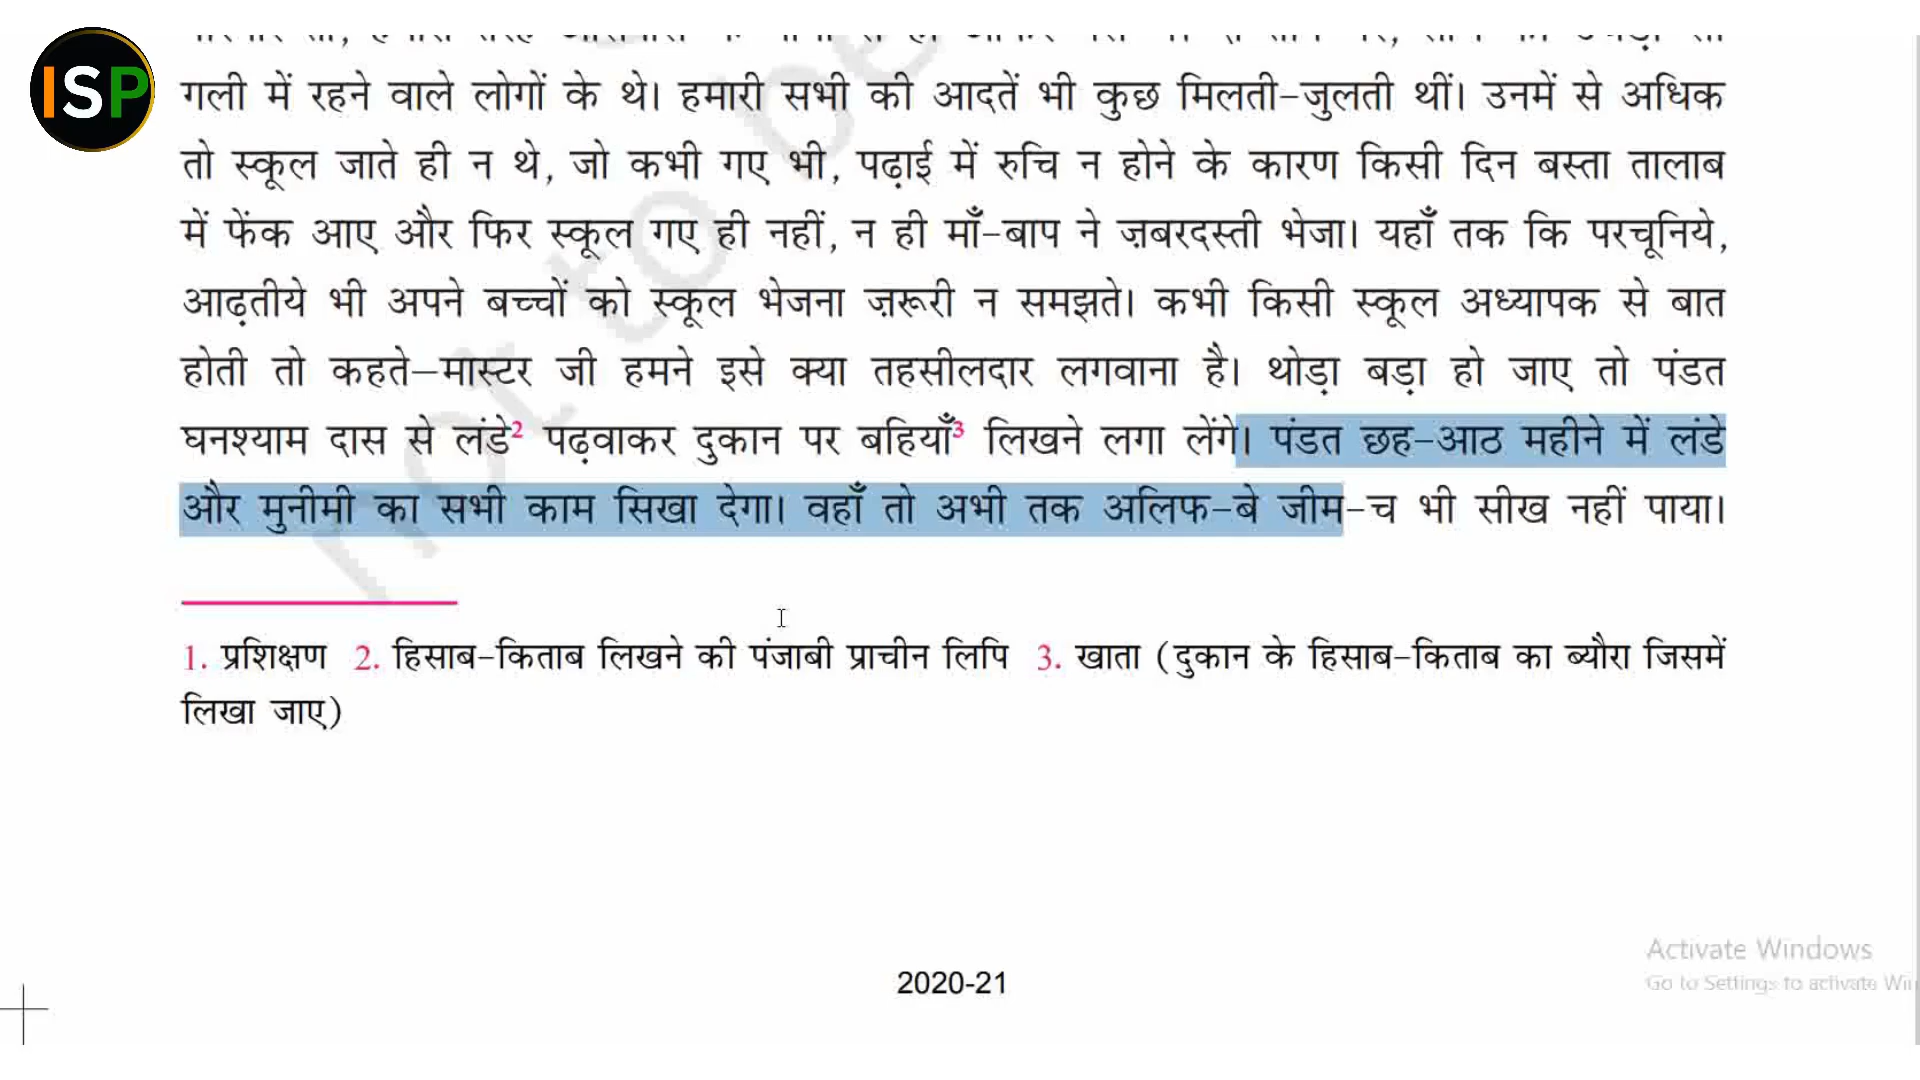 ISP
गली में रहने वाले लोगों के थे। हमारी सभी की आदतें भी कुछ मिलती-जुलती थीं। उनमें से अधिक
तो स्कूल जाते ही न थे, जो कभी गए भी, पढ़ाई में रुचि न होने के कारण किसी दिन बस्ता तालाब
में फेंक आए और फिर स्कूल गए ही नहीं, न ही माँ-बाप ने ज़बरदस्ती भेजा। यहाँ तक कि परचूनिये,
आढ़तीये भी अपने बच्चों को स्कूल भेजना ज़रूरी न समझते। कभी किसी स्कूल अध्यापक से बात
होती तो कहते—मास्टर जी हमने इसे क्या तहसीलदार लगवाना है। थोड़ा बड़ा हो जाए तो पंडत
घनश्याम दास से लंडे2 पढ़वाकर दुकान पर बहियाँ3 लिखने लगा लेंगे। पंडत छह-आठ महीने में लंडे
और मुनीमी का सभी काम सिखा देगा। वहाँ तो अभी तक अलिफ-बे जीम-च भी सीख नहीं पाया।
not to be
1. प्रशिक्षण 2. हिसाब-किताब लिखने की पंजाबी प्राचीन लिपि 3. खाता (दुकान के हिसाब-किताब का ब्यौरा जिसमें
लिखा जाए)
Activate Windows
Go to Settings to activate Win
2020-21